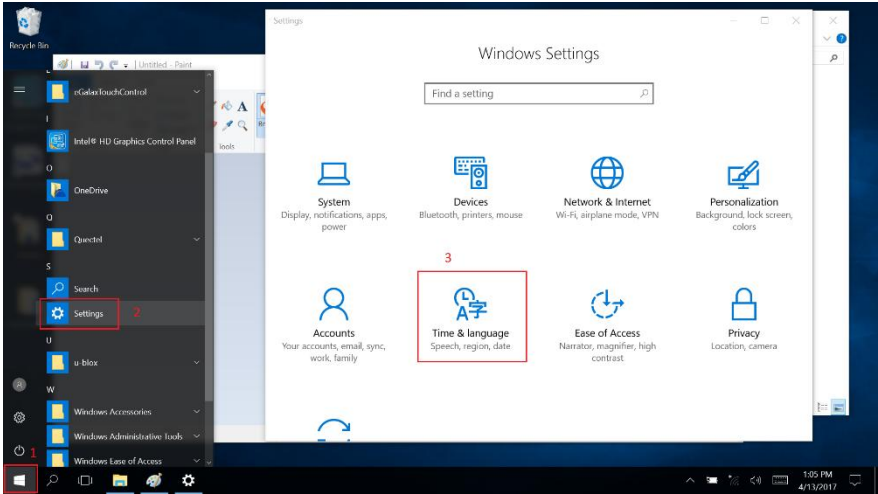 Recycle Bin
Untitled - Paint
A
Tools
eGalaxTouchControl
I
Intel® HD Graphics Control Panel
O
OneDrive
Q
Quectel
S
Search
Settings
2
U
u-blox
W
Windows Accessories
Windows Administrative Tools
Windows Ease of Access
1
Settings
Windows Settings
Find a setting
System
Display, notifications, apps,
power
Devices
Bluetooth, printers, mouse
Network & Internet
Wi-Fi, airplane mode, VPN
Personalization
Background, lock screen,
colors
3
A字
Accounts
Your accounts, email, sync,
work, family
Time & language
Speech, region, date
Ease of Access
Narrator, magnifier, high
contrast
Privacy
Location, camera
1:05 PM
4/13/2017